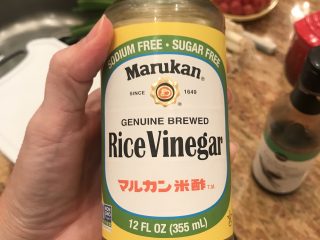 SODIUM FREE • SUGAR FREE
Marukan®
SINCE 1649
GENUINE BREWED
Rice Vinegar
マルカン 米酢 TM
12 FL OZ (355 mL)